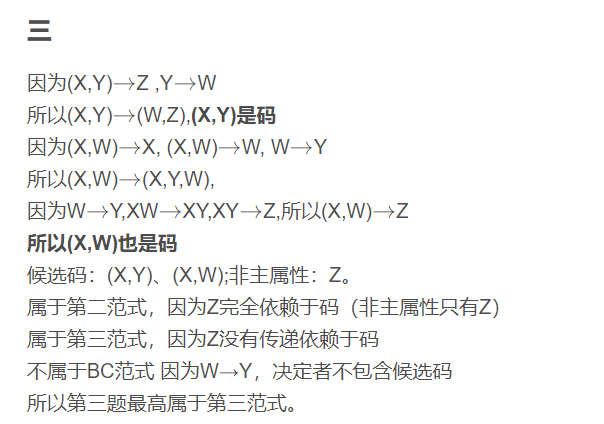 三
因为(X,Y)→Z ,Y→W
所以(X,Y)→(W,Z),(X,Y)是码
因为(X,W)→X, (X,W)→W, W→Y
所以(X,W)→(X,Y,W),
因为W→Y,XW→XY,XY→Z,所以(X,W)→Z
所以(X,W)也是码
候选码：(X,Y)、(X,W);非主属性：Z。
属于第二范式，因为Z完全依赖于码（非主属性只有Z）
属于第三范式，因为Z没有传递依赖于码
不属于BC范式 因为W→Y，决定者不包含候选码
所以第三题最高属于第三范式。